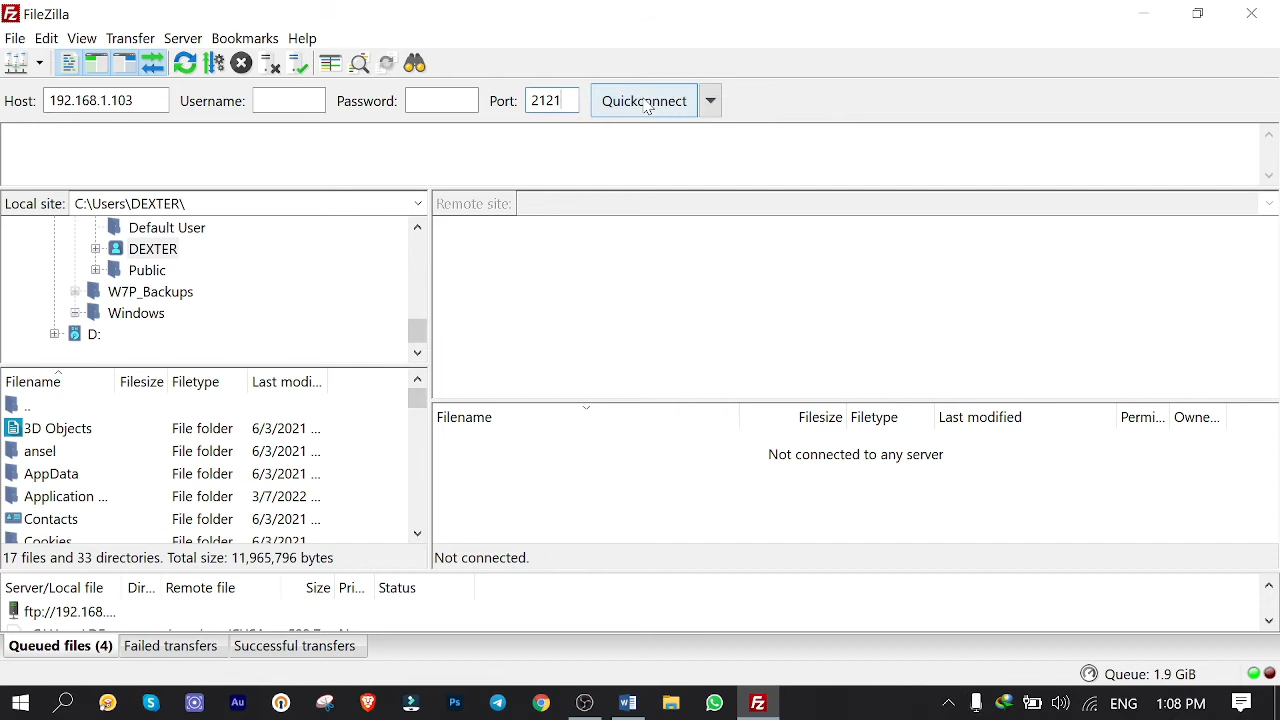 FileZilla
File Edit View Transfer Server Bookmarks Help
Host: 192.168.1.103 Username: Password: Port: 2121 Quickconnect
Local site: C:\Users\DEXTER\
Remote site:
Default User
DEXTER
Public
W7P_Backups
Windows
D:
Filename Filesize Filetype Last modi...
..
3D Objects File folder 6/3/2021 ...
ansel File folder 6/3/2021 ...
AppData File folder 6/3/2021 ...
Application ... File folder 3/7/2022 ...
Contacts File folder 6/3/2021 ...
Cookies File folder 6/3/2021
17 files and 33 directories. Total size: 11,965,796 bytes
Filename Filesize Filetype Last modified Permi... Owne...
Not connected to any server
Not connected.
Server/Local file Dir... Remote file Size Pri... Status
ftp://192.168....
Queued files (4) Failed transfers Successful transfers
Queue: 1.9 GiB
ENG 1:08 PM